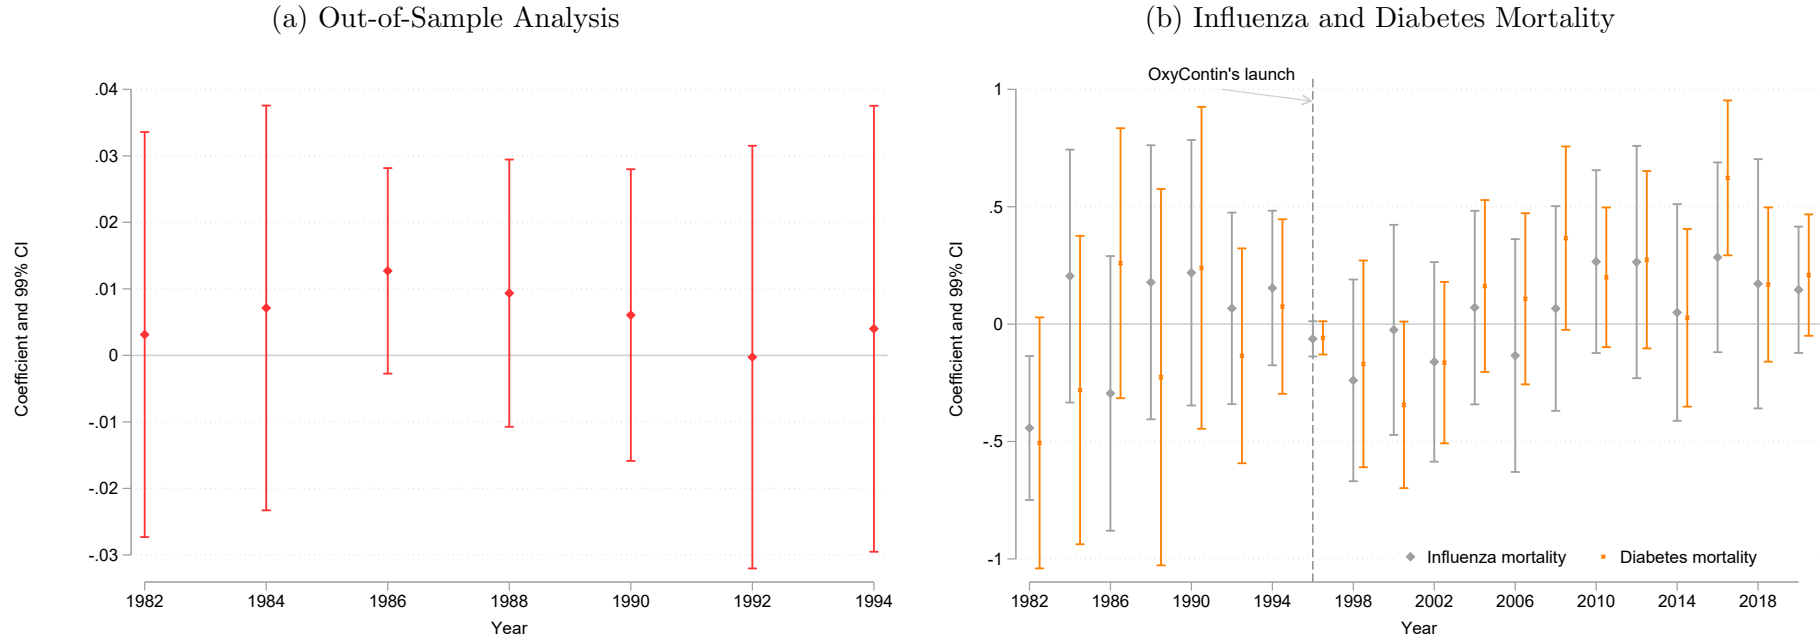 (a) Out-of-Sample Analysis
Coefficient and 99% CI
.04
.03
.02
.01
0
-.01
-.02
-.03
1982 1984 1986 1988 1990 1992 1994
Year
(b) Influenza and Diabetes Mortality
OxyContin's launch
Coefficient and 99% CI
1
.5
0
-.5
-1
Influenza mortality Diabetes mortality
1982 1986 1990 1994 1998 2002 2006 2010 2014 2018
Year